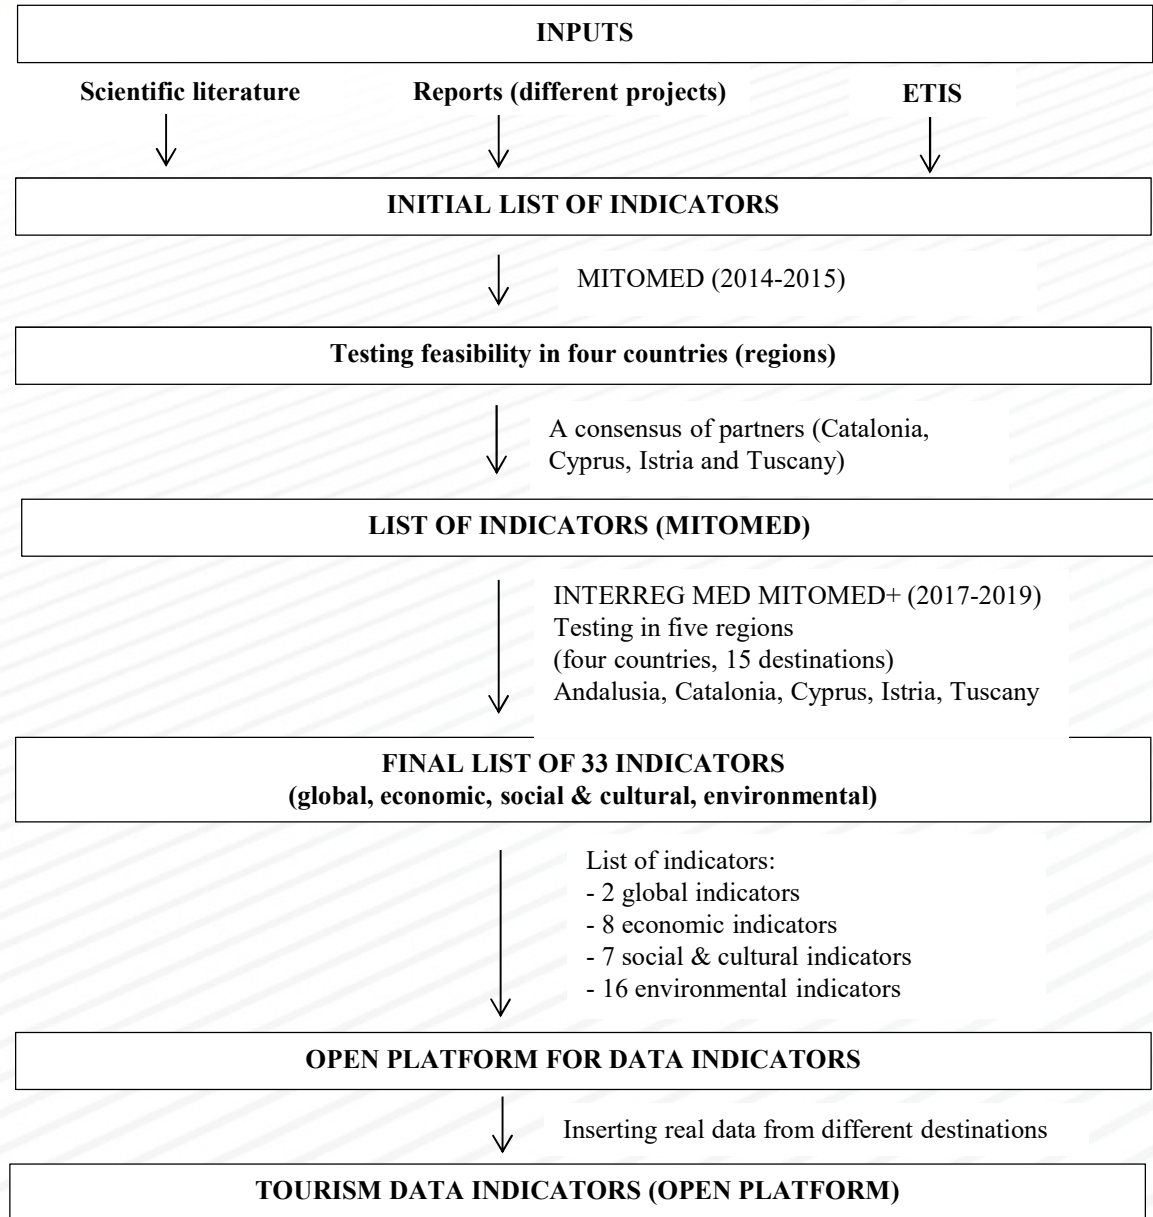 INPUTS
Scientific literature
Reports (different projects)
ETIS
INITIAL LIST OF INDICATORS
MITOMED (2014-2015)
Testing feasibility in four countries (regions)
A consensus of partners (Catalonia,
Cyprus, Istria and Tuscany)
LIST OF INDICATORS (MITOMED)
INTERREG MED MITOMED+ (2017-2019)
Testing in five regions
(four countries, 15 destinations)
Andalusia, Catalonia, Cyprus, Istria, Tuscany
FINAL LIST OF 33 INDICATORS
(global, economic, social & cultural, environmental)
List of indicators:
- 2 global indicators
- 8 economic indicators
- 7 social & cultural indicators
- 16 environmental indicators
OPEN PLATFORM FOR DATA INDICATORS
Inserting real data from different destinations
TOURISM DATA INDICATORS (OPEN PLATFORM)